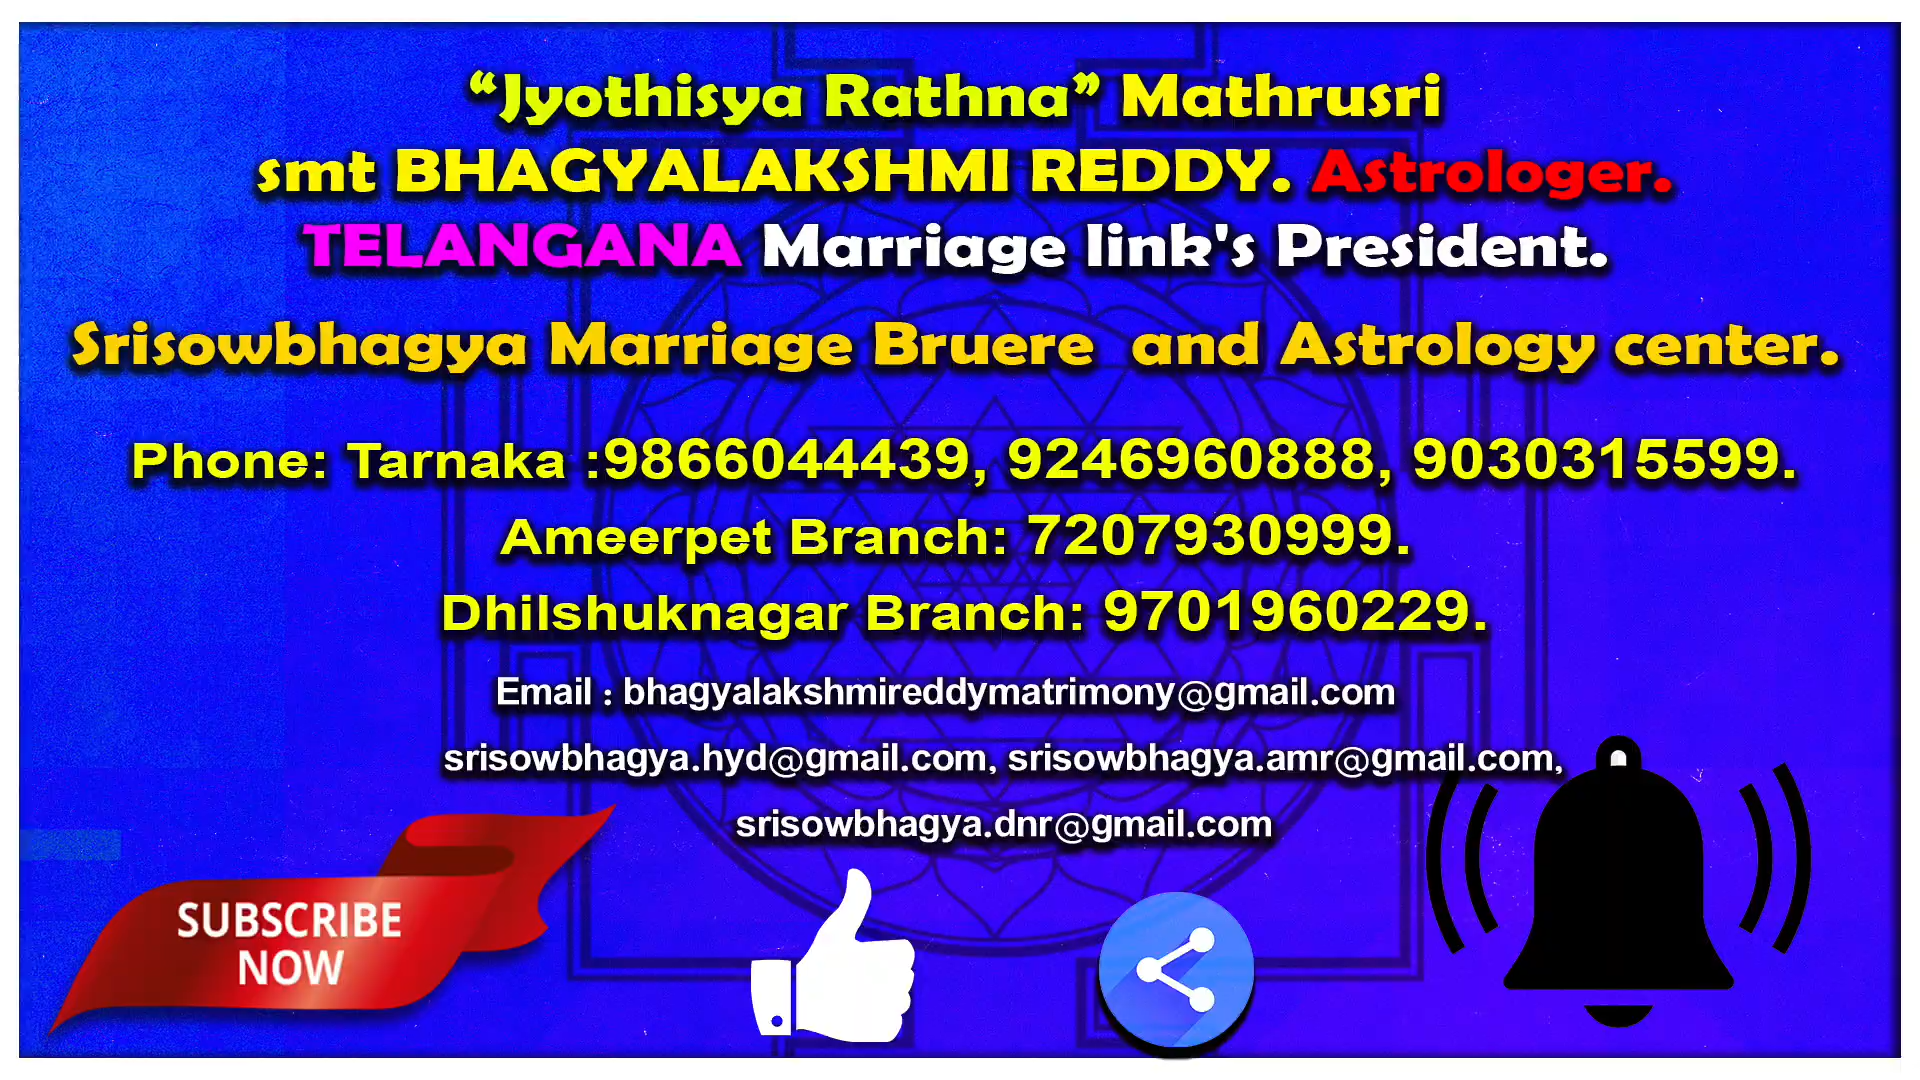 “Jyothisya Rathna” Mathrusri
smt BHAGYALAKSHMI REDDY. Astrologer.
TELANGANA Marriage link's President.
Srisowbhagya Marriage Bruere and Astrology center.
Phone: Tarnaka :9866044439, 9246960888, 9030315599.
Ameerpet Branch: 7207930999.
Dhilshuknagar Branch: 9701960229.
Email : bhagyalakshmireddymatrimony@gmail.com
srisowbhagya.hyd@gmail.com, srisowbhagya.amr@gmail.com,
srisowbhagya.dnr@gmail.com
SUBSCRIBE
NOW